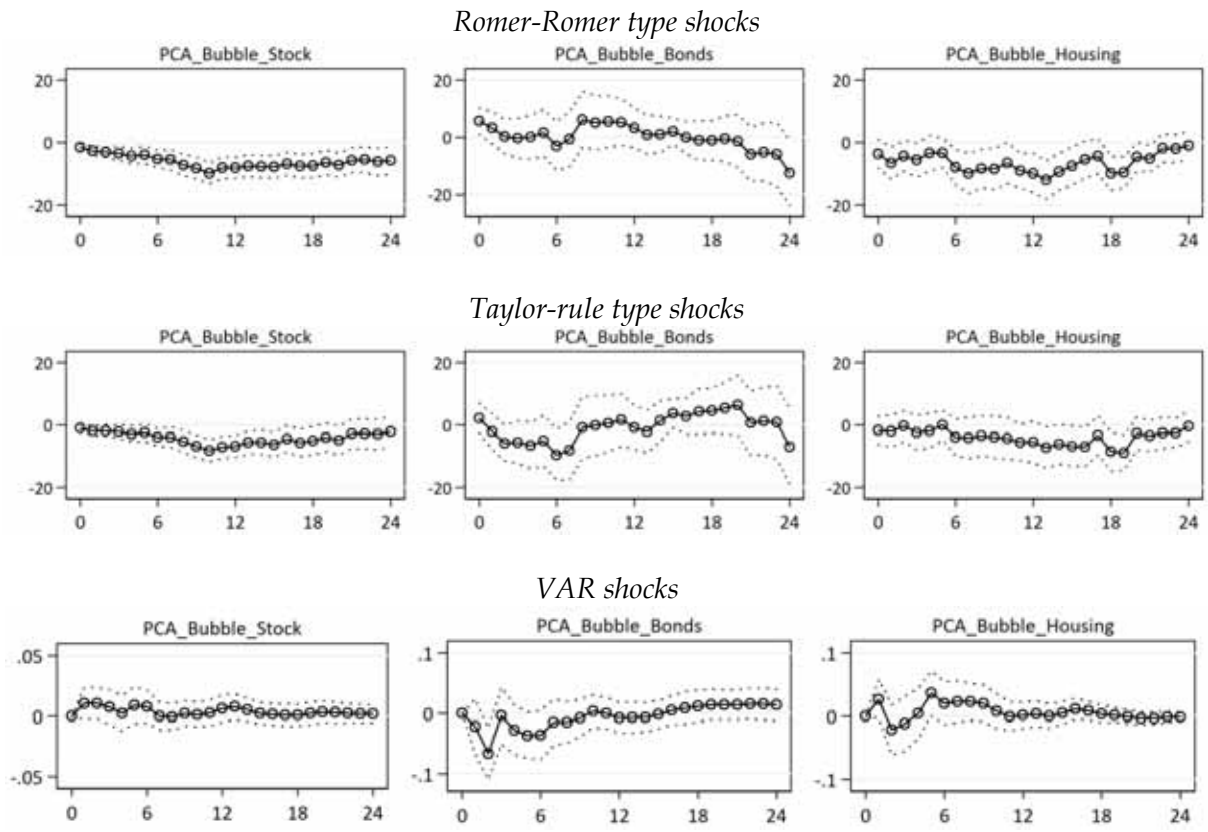 Romer-Romer type shocks
PCA_Bubble_Stock PCA_Bubble_Bonds PCA_Bubble_Housing
20 20 20
0 0 0
-20 -20 -20
0 6 12 18 24 0 6 12 18 24 0 6 12 18 24
Taylor-rule type shocks
PCA_Bubble_Stock PCA_Bubble_Bonds PCA_Bubble_Housing
20 20 20
0 0 0
-20 -20 -20
0 6 12 18 24 0 6 12 18 24 0 6 12 18 24
VAR shocks
PCA_Bubble_Stock PCA_Bubble_Bonds PCA_Bubble_Housing
.05 .1 .1
0 0 0
-.05 -.1 -.1
0 6 12 18 24 0 6 12 18 24 0 6 12 18 24